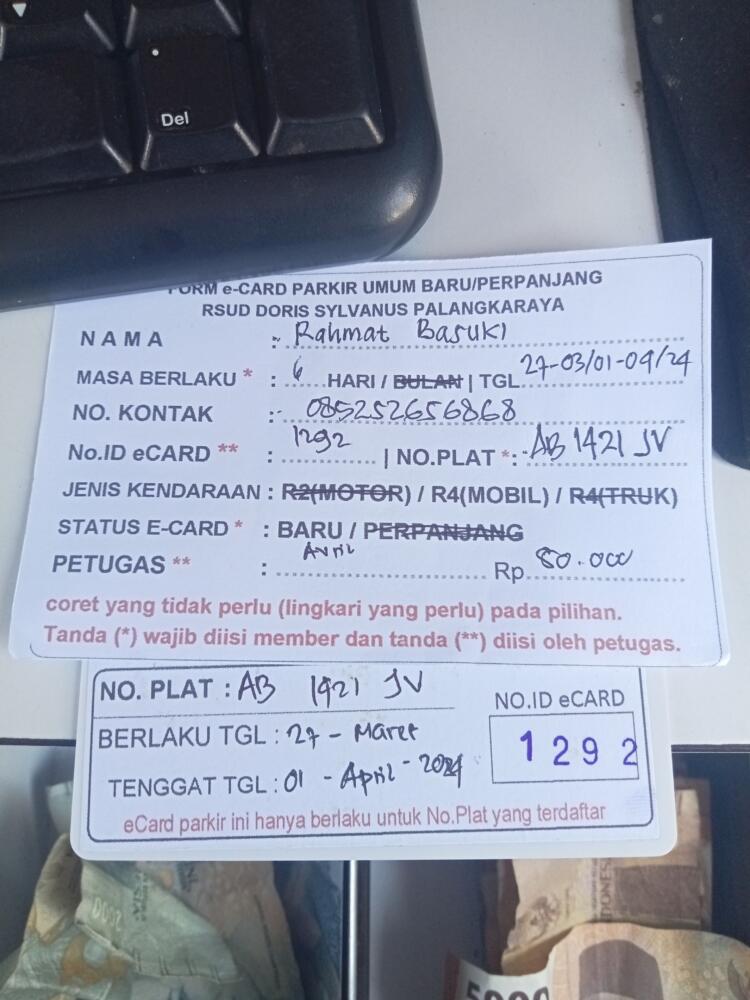 Del
FORM e-CARD PARKIR UMUM BARU/PERPANJANG
RSUD DORIS SYLVANUS PALANGKARAYA
NAMA : Rahmat Basuki
MASA BERLAKU * : 6 HARI / BULAN | TGL 27-03/01-04/24
NO. KONTAK : 085252656868
No.ID eCARD ** : 1292 | NO.PLAT *: AB 1421 JV
JENIS KENDARAAN : R2(MOTOR) / R4(MOBIL) / R4(TRUK)
STATUS E-CARD * : BARU / PERPANJANG
PETUGAS ** : Avril Rp 80.000
coret yang tidak perlu (lingkari yang perlu) pada pilihan.
Tanda (*) wajib diisi member dan tanda (**) diisi oleh petugas.
NO. PLAT : AB 1421 JV
NO.ID eCARD
BERLAKU TGL : 27 - Maret
1292
TENGGAT TGL : 01 - April - 2024
eCard parkir ini hanya berlaku untuk No.Plat yang terdaftar